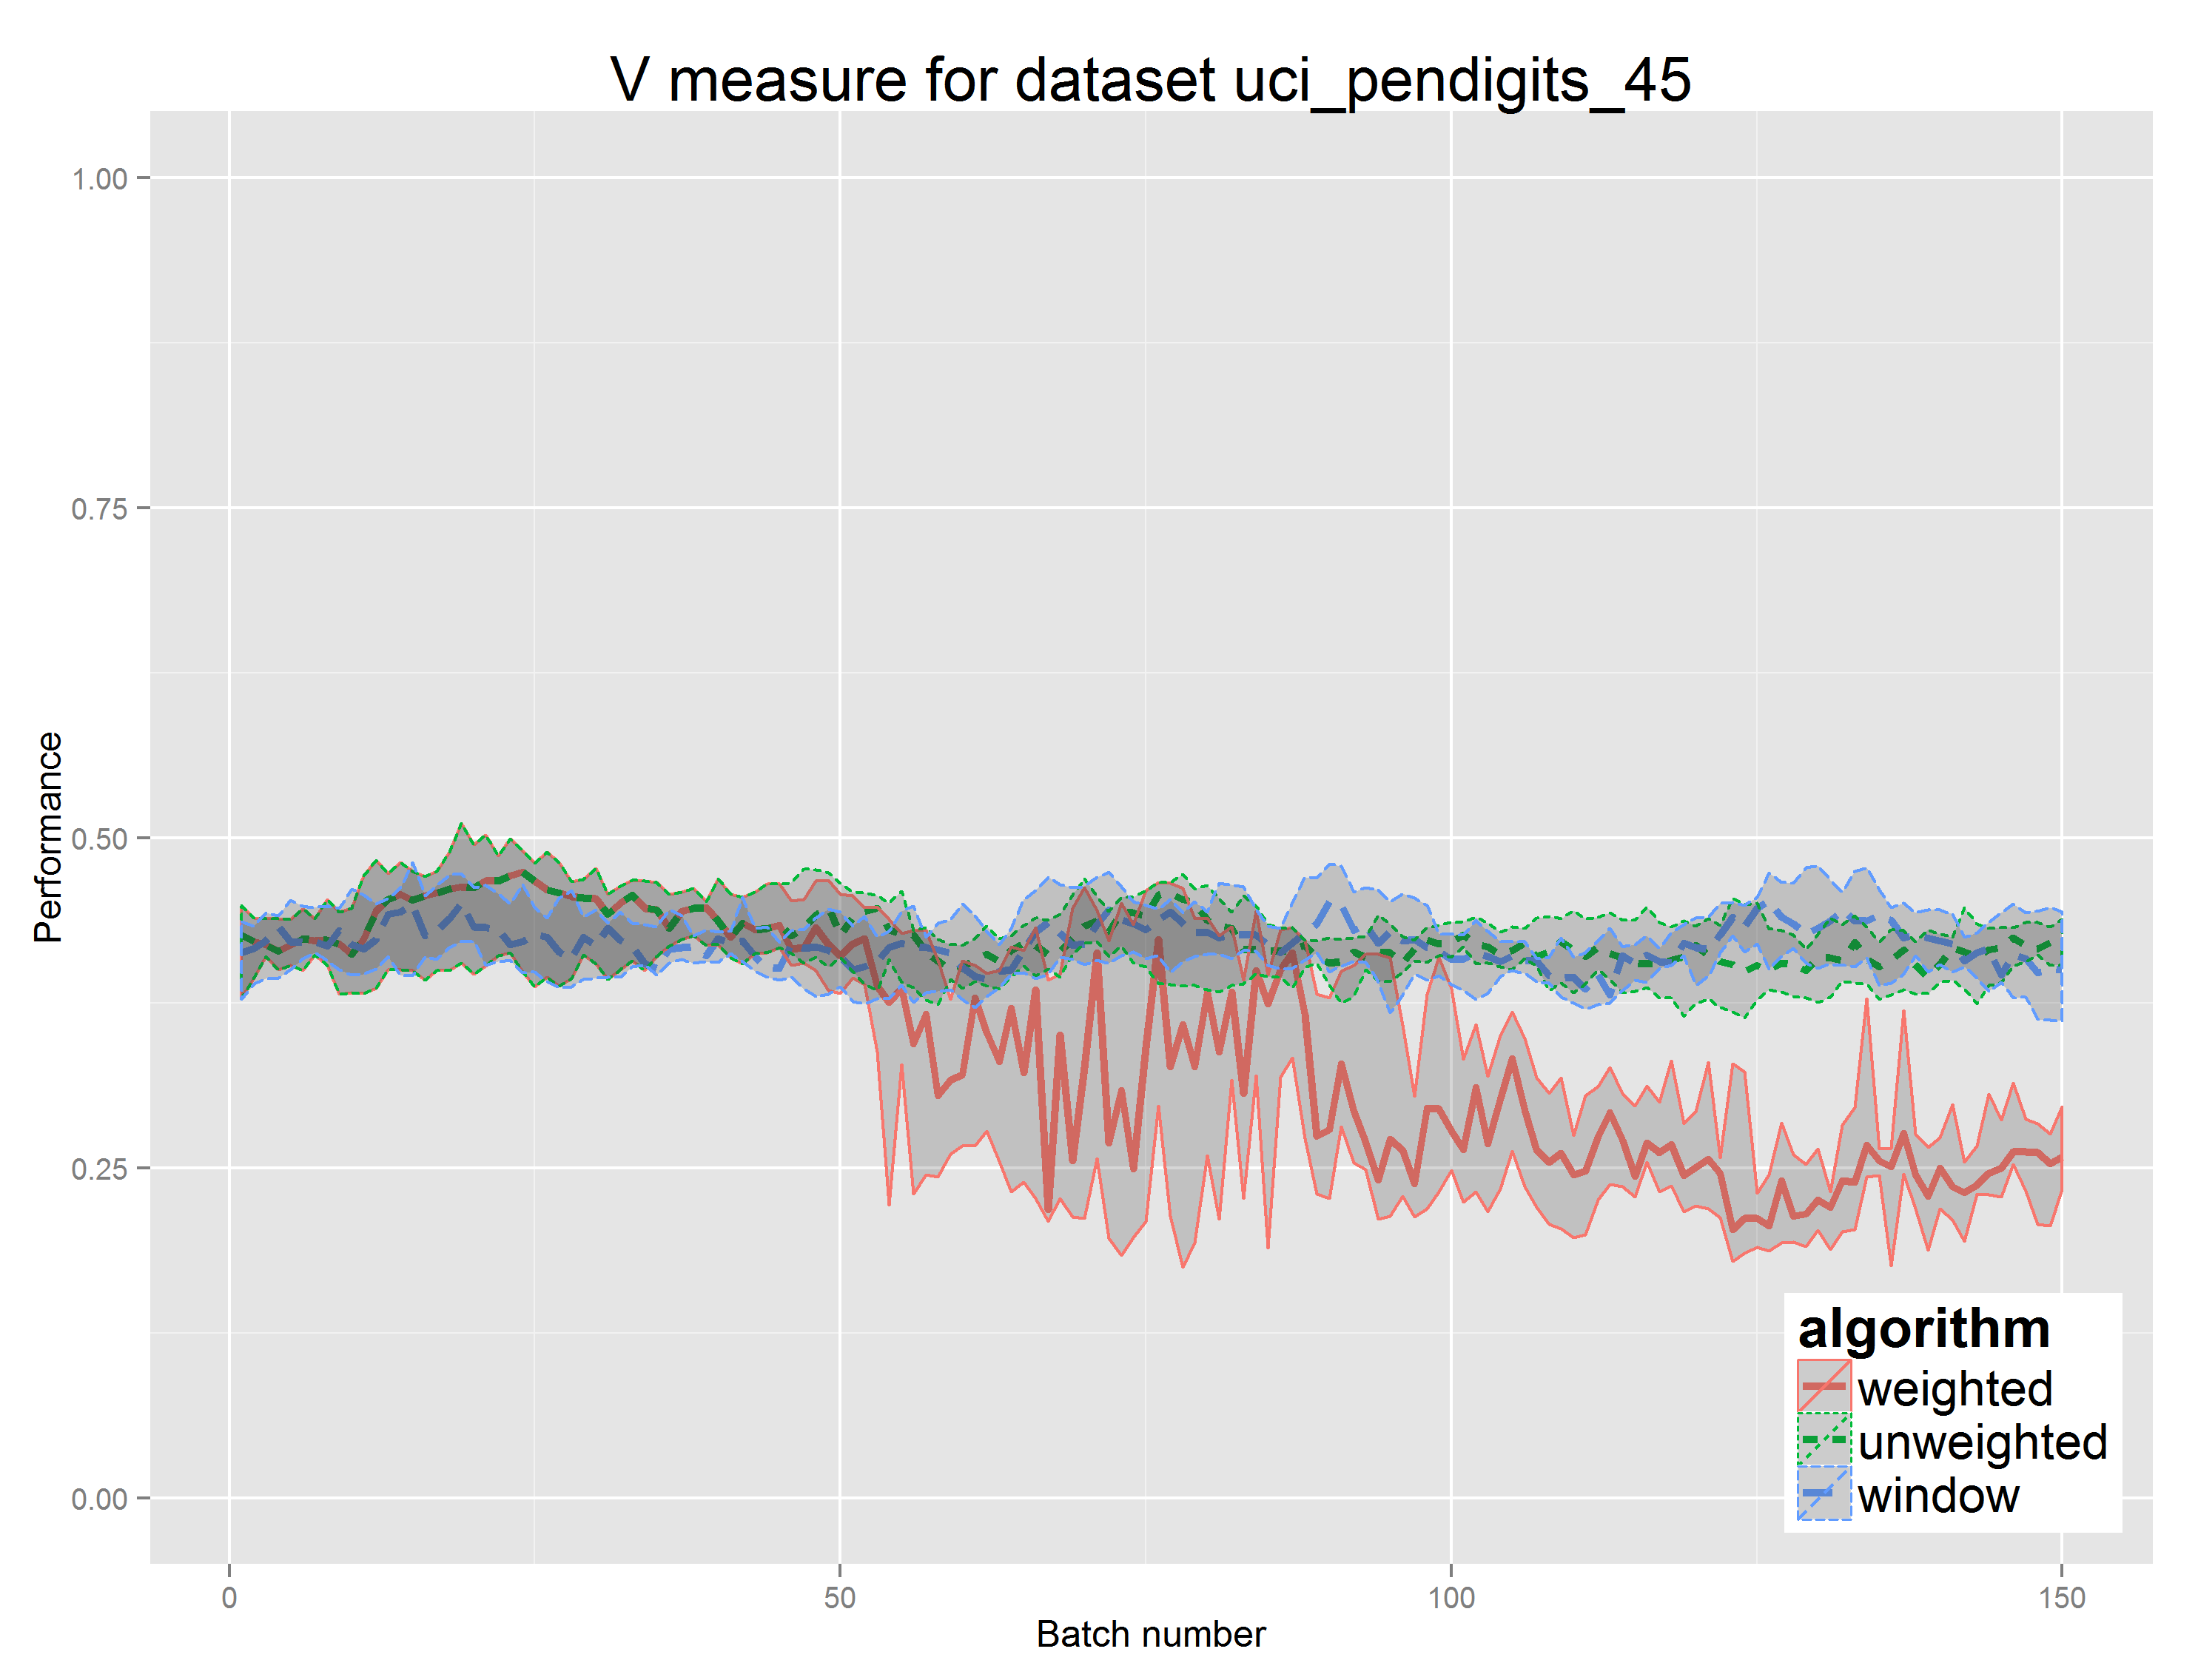 V measure for dataset uci_pendigits_45
1.00
0.75
0.50
0.25
0.00
Performance
0
50
100
150
Batch number
algorithm
weighted
unweighted
window